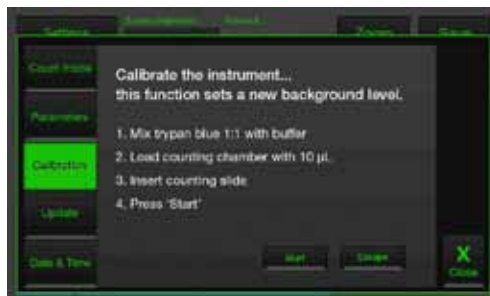 Settings
Zoom
Save
Count mode
Parameters
Calibration
Update
Date & Time
Calibrate the instrument...
this function sets a new background level.
1. Mix trypan blue 1:1 with buffer
2. Load counting chamber with 10 µl.
3. Insert counting slide
4. Press 'Start'
Start
X
Close